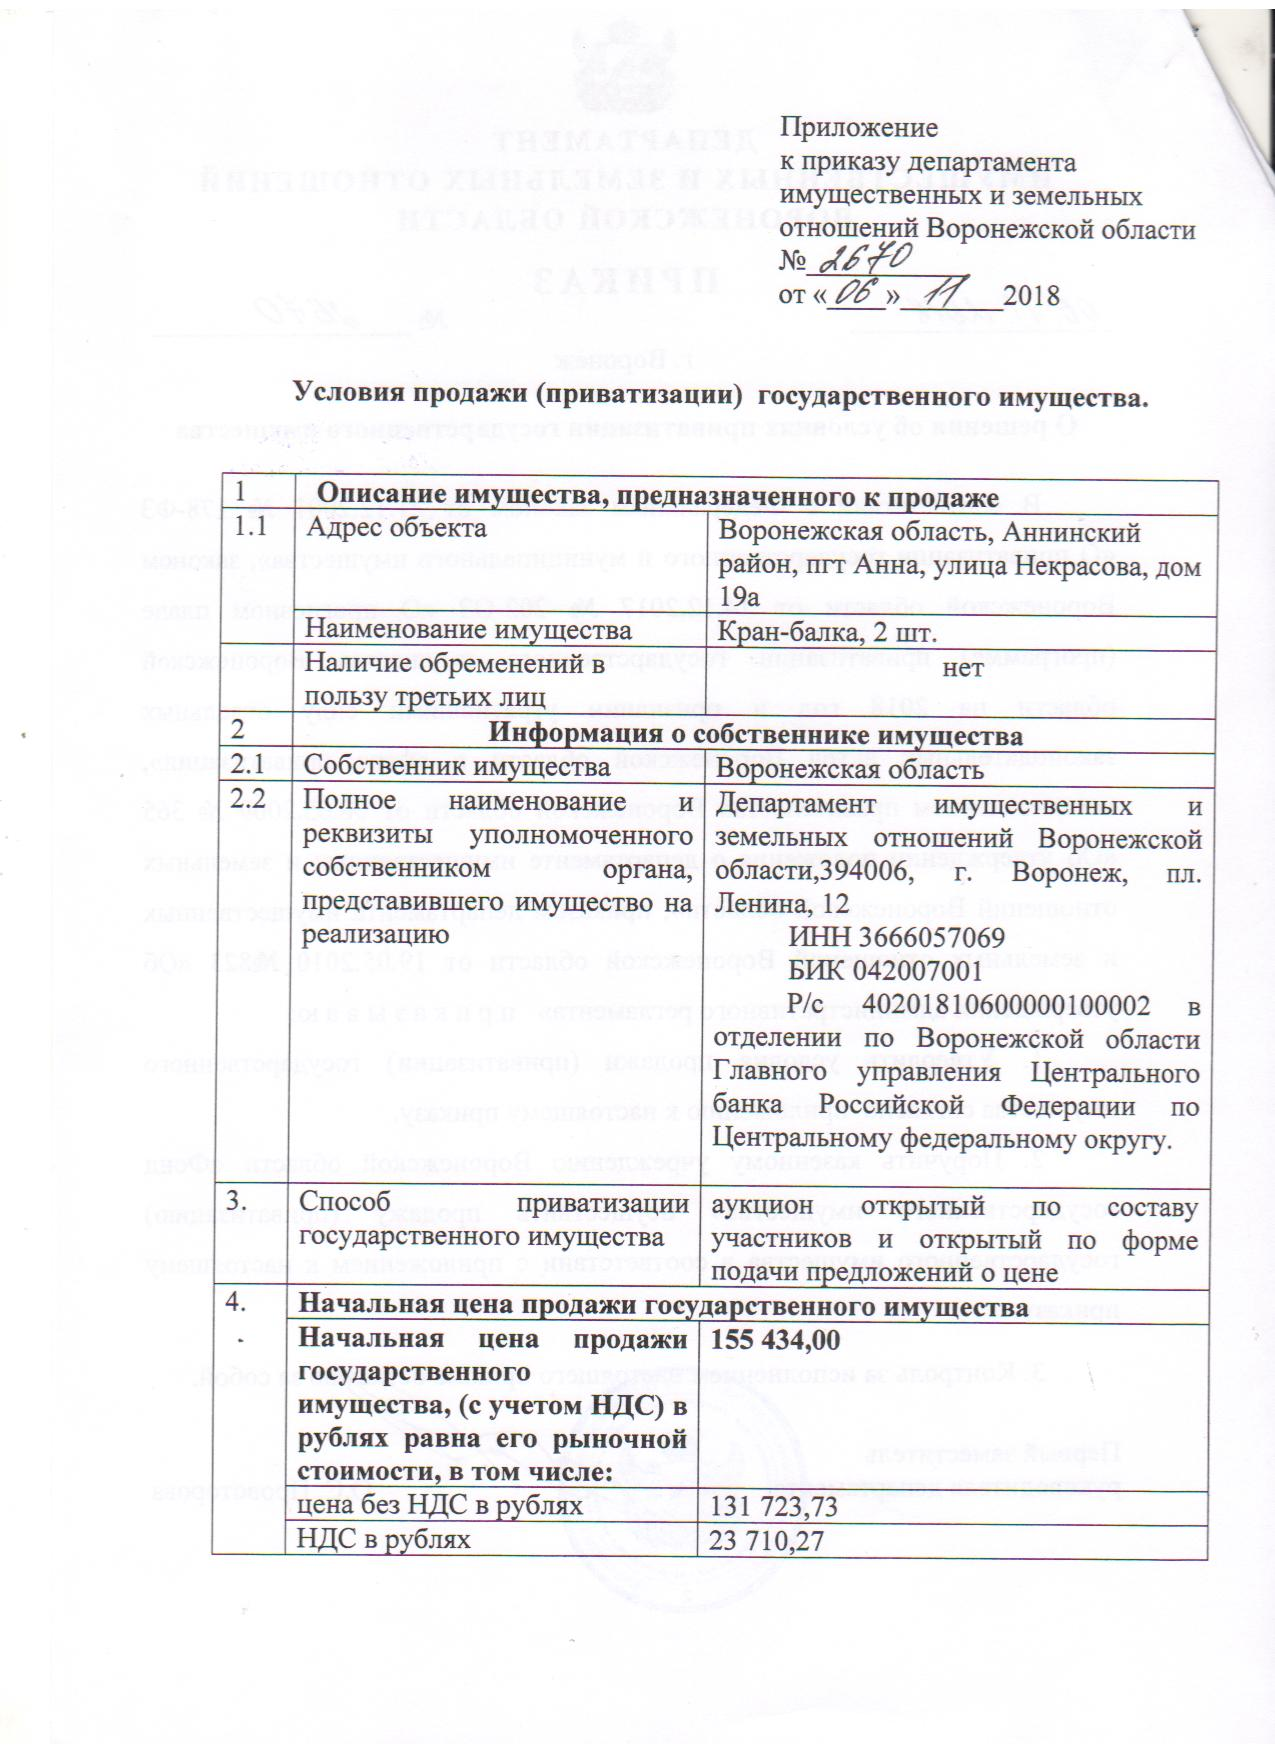 Приложение
к приказу департамента
имущественных и земельных
отношений Воронежской области
№ 2670
от «06» 11 2018
Условия продажи (приватизации) государственного имущества.
1 Описание имущества, предназначенного к продаже
1.1 Адрес объекта Воронежская область, Аннинский
район, пгт Анна, улица Некрасова, дом
19а
Наименование имущества Кран-балка, 2 шт.
Наличие обременений в нет
пользу третьих лиц
2 Информация о собственнике имущества
2.1 Собственник имущества Воронежская область
2.2 Полное наименование и
реквизиты уполномоченного
собственником органа,
представившего имущество на
реализацию
Департамент имущественных и
земельных отношений Воронежской
области,394006, г. Воронеж, пл.
Ленина, 12
ИНН 3666057069
БИК 042007001
Р/с 40201810600000100002 в
отделении по Воронежской области
Главного управления Центрального
банка Российской Федерации по
Центральному федеральному округу.
3. Способ приватизации
государственного имущества
аукцион открытый по составу
участников и открытый по форме
подачи предложений о цене
4. Начальная цена продажи государственного имущества
Начальная цена продажи
государственного
имущества, (с учетом НДС) в
рублях равна его рыночной
стоимости, в том числе:
155 434,00
цена без НДС в рублях 131 723,73
НДС в рублях 23 710,27